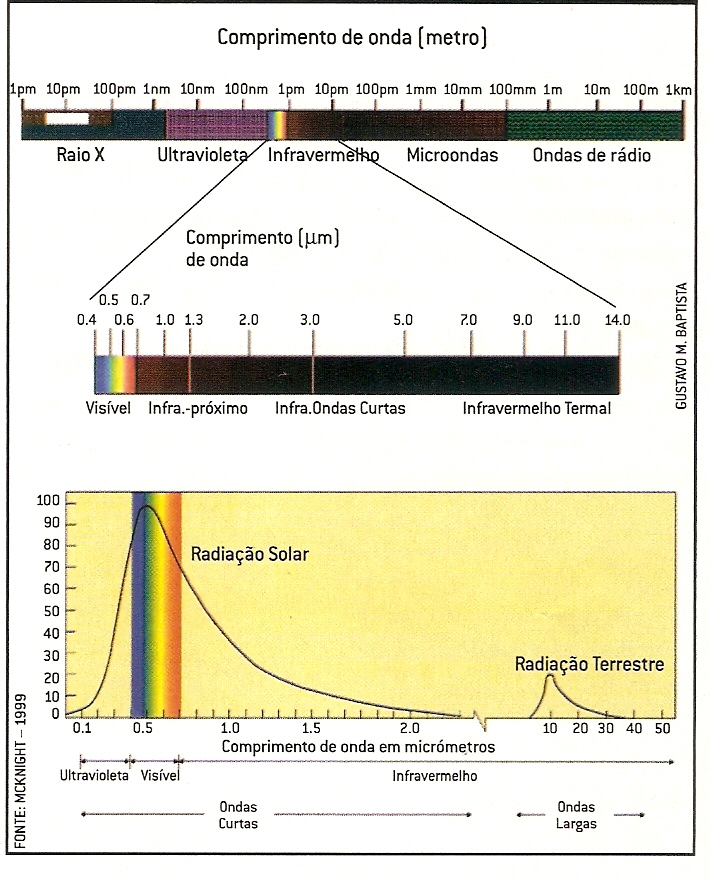 Comprimento de onda (metro)
1pm 10pm 100pm 1nm 10nm 100nm 1pm 10pm 100pm 1mm 10mm 100mm 1m 10m 100m 1km
Raio X Ultravioleta Infravermelho Microondas Ondas de rádio
Comprimento (µm)
de onda
0.5 0.7
0.4 0.6 1.0 1.3 2.0 3.0 5.0 7.0 9.0 11.0 14.0
Visível Infra.-próximo Infra.Ondas Curtas Infravermelho Termal
GUSTAVO M. BAPTISTA
100
90
80
70
60
50
40
30
20
10
0
Radiação Solar
Radiação Terrestre
0.1 0.5 1.0 1.5 2.0 10 20 30 40 50
Comprimento de onda em micrómetros
Ultravioleta Visível Infravermelho
Ondas
Curtas
Ondas
Largas
FONTE: MCKNIGHT – 1999